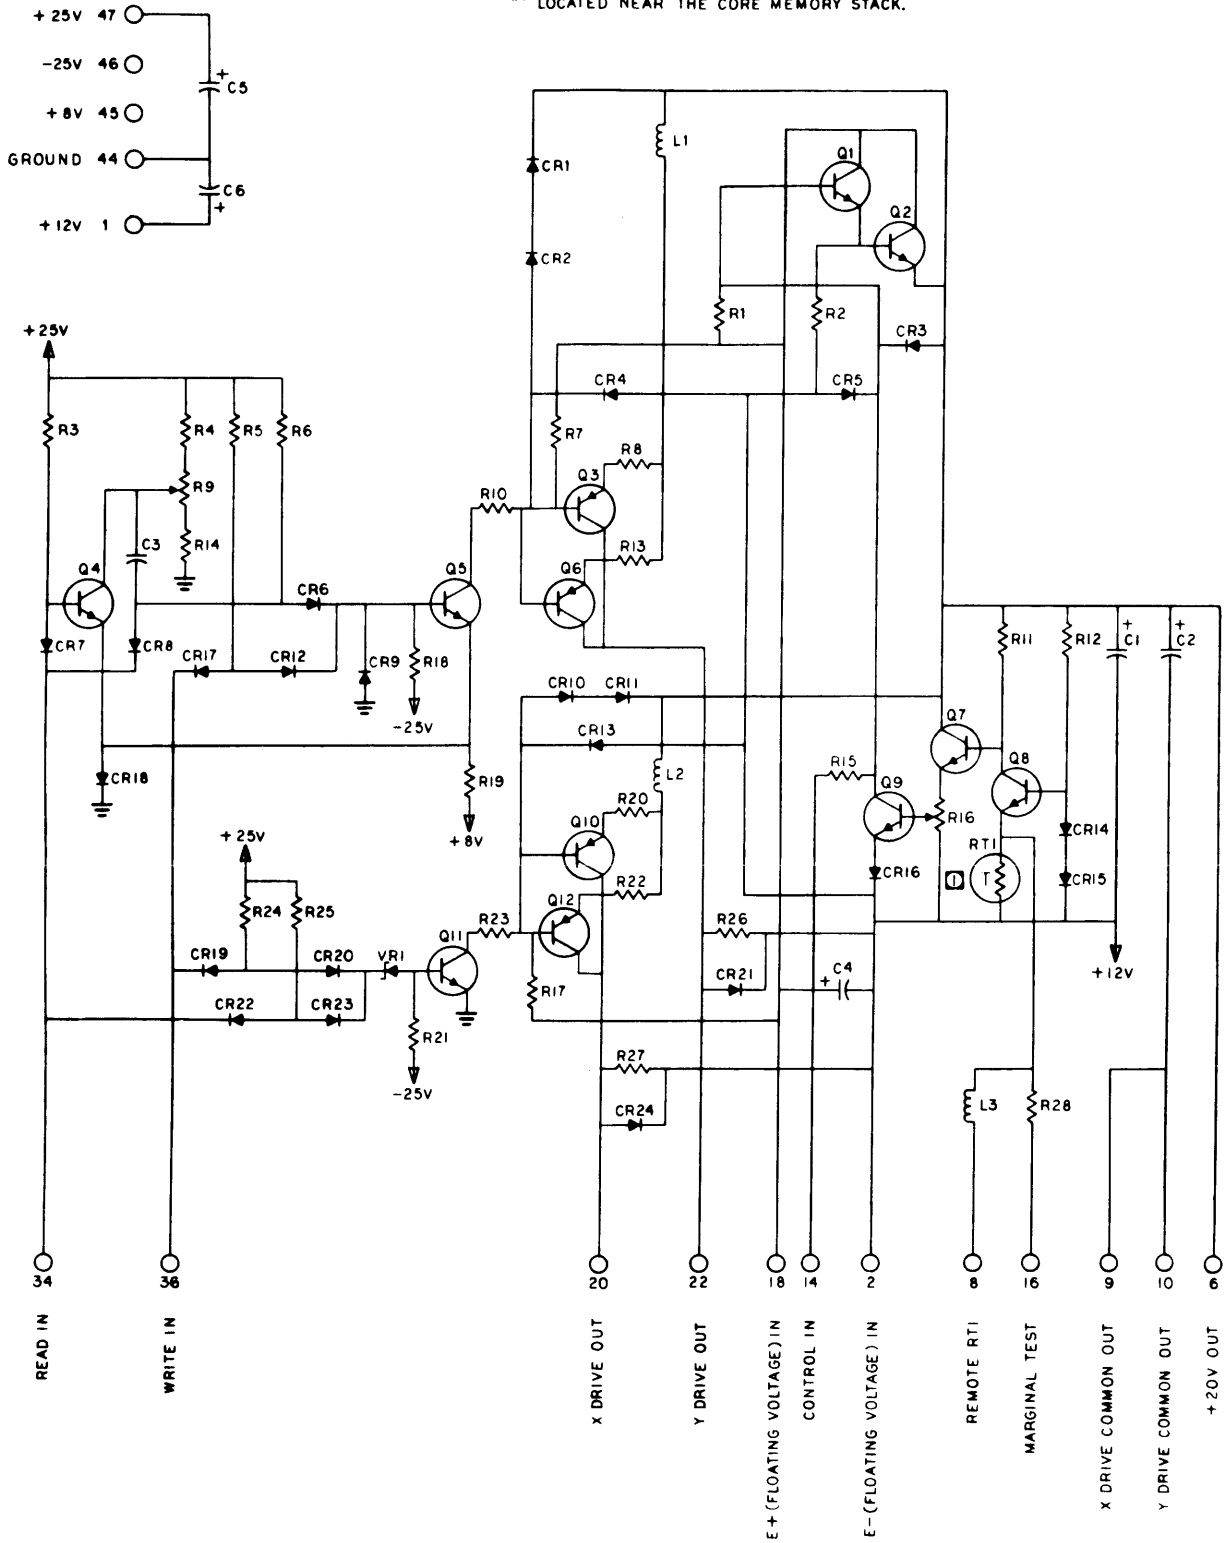 LOCATED NEAR THE CORE MEMORY STACK.
+25V 47
-25V 46
+8V 45
GROUND 44
+12V 1
+
C5
C6
+
L1
CR1
CR2
Q1
Q2
R1
R2
CR3
CR4
CR5
+25V
R3
R4
R5
R6
R7
R8
Q3
R9
R10
R14
C3
R13
Q4
CR6
Q5
Q6
CR7
CR8
CR17
CR12
CR9
R18
-25V
R11
R12
+
C1
+
C2
CR10
CR11
CR13
Q7
CR18
R19
+8V
L2
R15
Q8
Q9
R20
Q10
R16
CR14
RT1
1
T
CR15
CR16
+25V
R22
Q12
R24
R25
R23
R26
Q11
CR19
CR20
VR1
+
C4
CR21
+12V
R17
CR22
CR23
R21
-25V
R27
CR24
L3
R28
34
36
20
22
18
14
2
8
16
9
10
6
READ IN
WRITE IN
X DRIVE OUT
Y DRIVE OUT
E+(FLOATING VOLTAGE) IN
CONTROL IN
E-(FLOATING VOLTAGE) IN
REMOTE RT1
MARGINAL TEST
X DRIVE COMMON OUT
Y DRIVE COMMON OUT
+20V OUT